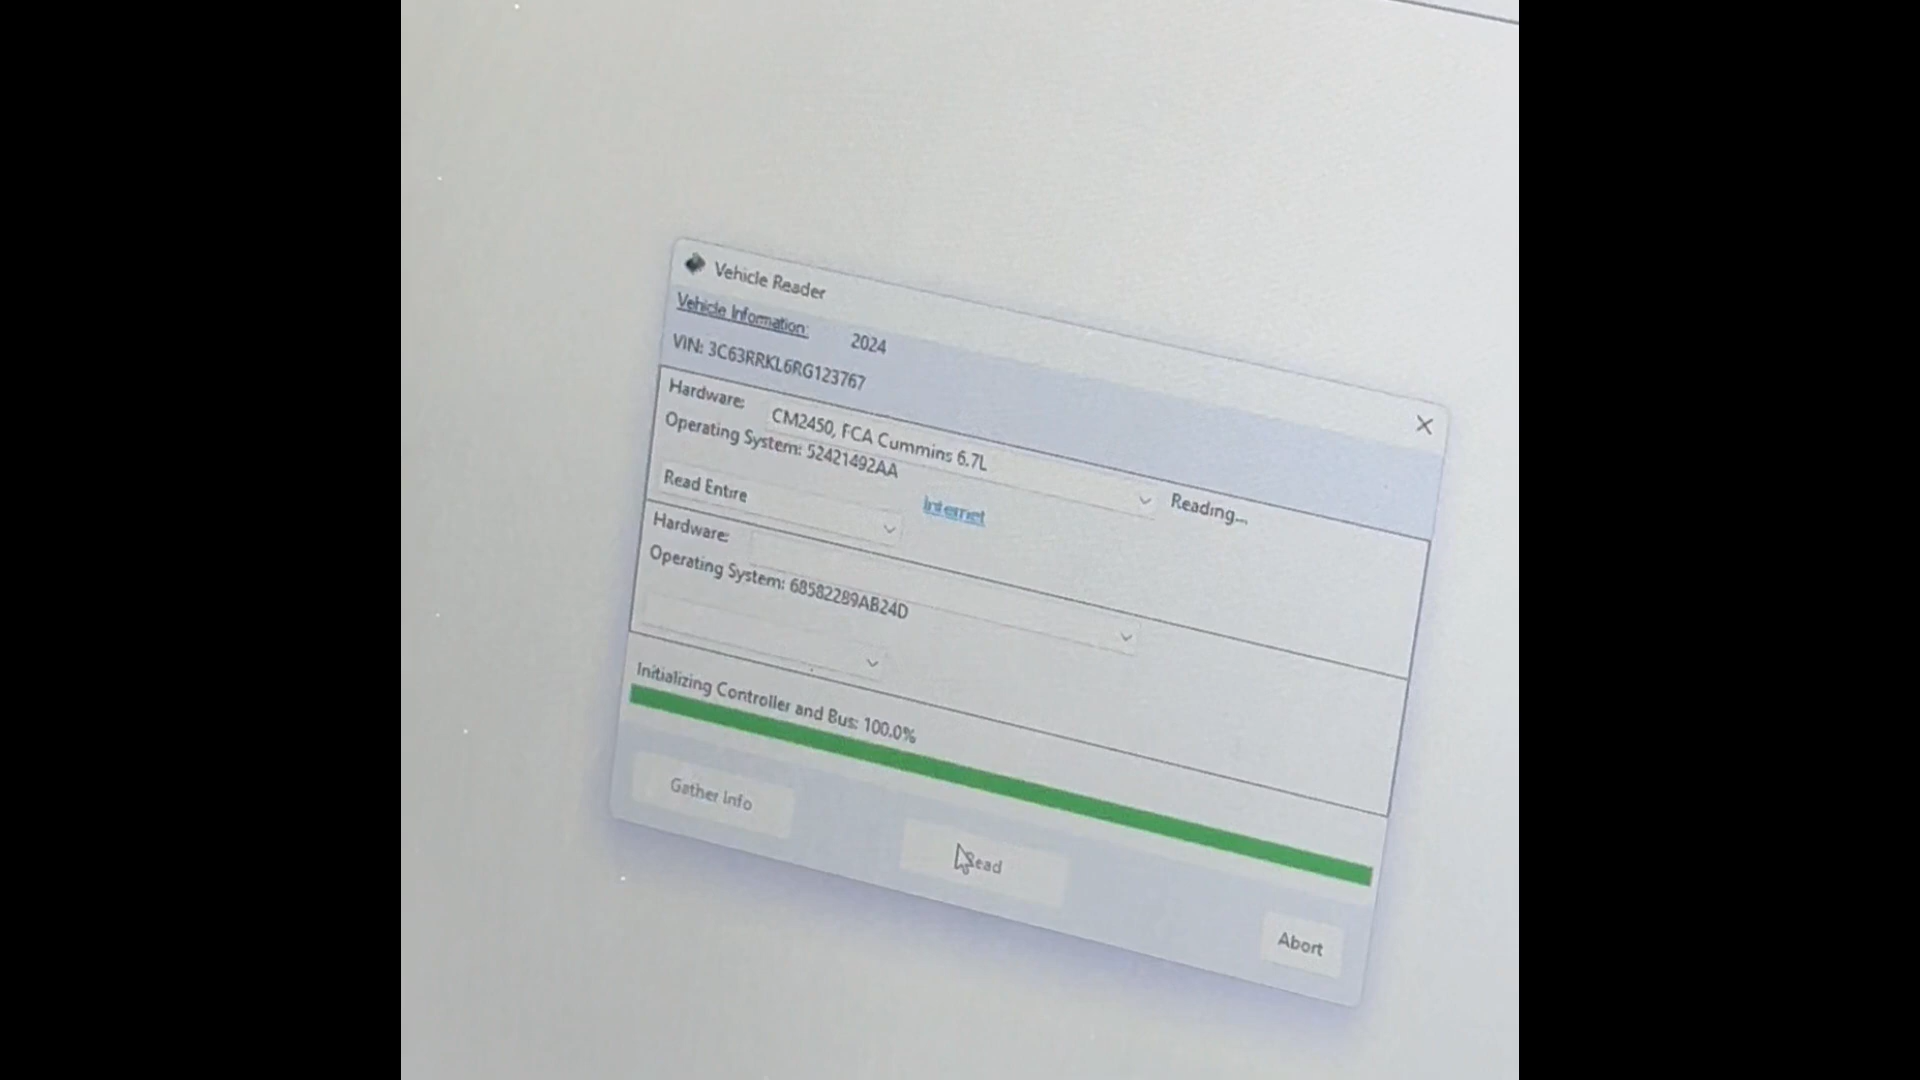 Vehicle Reader
Vehicle Information: 2024
VIN: 3C63RRKL6RG123767
Hardware: CM2450, FCA Cummins 6.7L Reading...
Operating System: 52421492AA
Read Entire Internet
Hardware:
Operating System: 68582289AB24D
Initializing Controller and Bus: 100.0%
Gather Info
Read
Abort